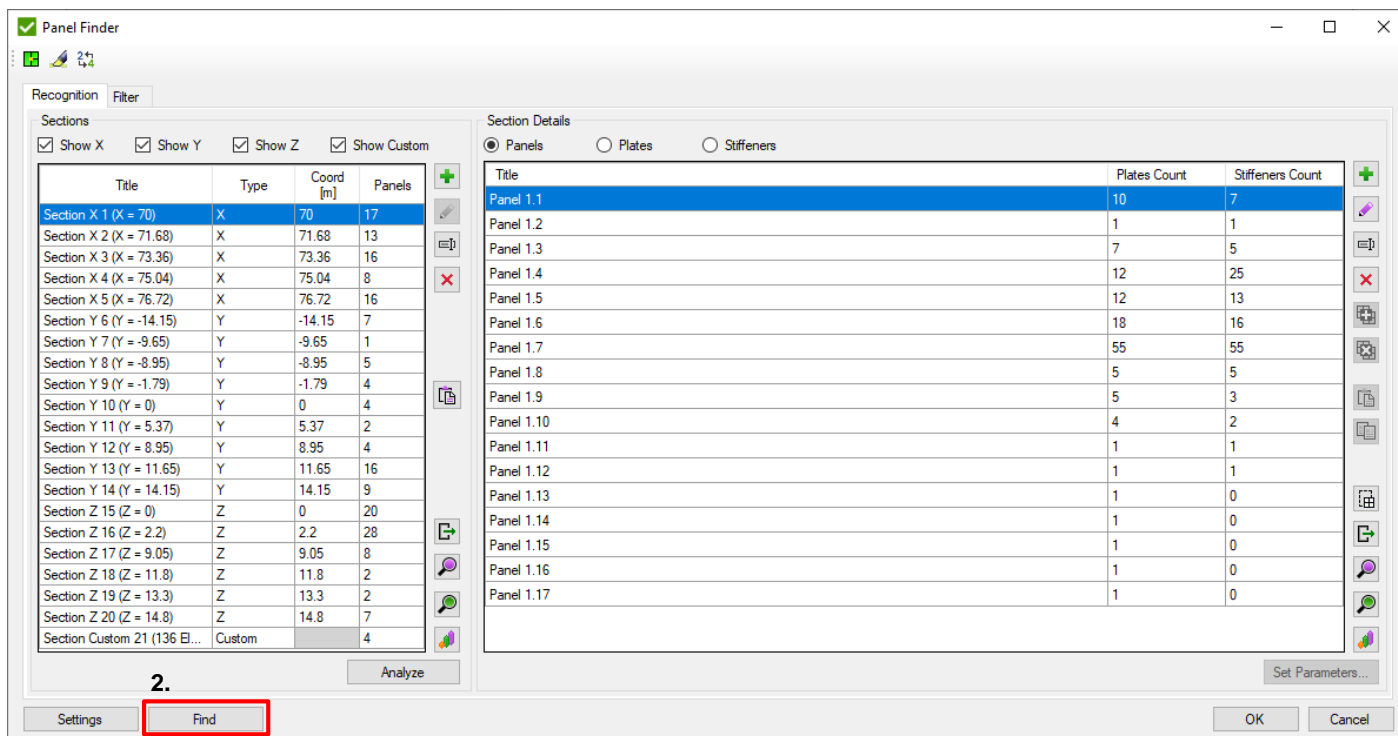 Panel Finder
Recognition Filter
Sections
Show X Show Y Show Z Show Custom
Title Type Coord [m] Panels
Section X 1 (X = 70) X 70 17
Section X 2 (X = 71.68) X 71.68 13
Section X 3 (X = 73.36) X 73.36 16
Section X 4 (X = 75.04) X 75.04 8
Section X 5 (X = 76.72) X 76.72 16
Section Y 6 (Y = -14.15) Y -14.15 7
Section Y 7 (Y = -9.65) Y -9.65 1
Section Y 8 (Y = -8.95) Y -8.95 5
Section Y 9 (Y = -1.79) Y -1.79 4
Section Y 10 (Y = 0) Y 0 4
Section Y 11 (Y = 5.37) Y 5.37 2
Section Y 12 (Y = 8.95) Y 8.95 4
Section Y 13 (Y = 11.65) Y 11.65 16
Section Y 14 (Y = 14.15) Y 14.15 9
Section Z 15 (Z = 0) Z 0 20
Section Z 16 (Z = 2.2) Z 2.2 28
Section Z 17 (Z = 9.05) Z 9.05 8
Section Z 18 (Z = 11.8) Z 11.8 2
Section Z 19 (Z = 13.3) Z 13.3 2
Section Z 20 (Z = 14.8) Z 14.8 7
Section Custom 21 (136 El... Custom 4
Analyze
Section Details
Panels Plates Stiffeners
Title Plates Count Stiffeners Count
Panel 1.1 10 7
Panel 1.2 1 1
Panel 1.3 7 5
Panel 1.4 12 25
Panel 1.5 12 13
Panel 1.6 18 16
Panel 1.7 55 55
Panel 1.8 5 5
Panel 1.9 5 3
Panel 1.10 4 2
Panel 1.11 1 1
Panel 1.12 1 1
Panel 1.13 1 0
Panel 1.14 1 0
Panel 1.15 1 0
Panel 1.16 1 0
Panel 1.17 1 0
Set Parameters...
2.
Settings Find OK Cancel